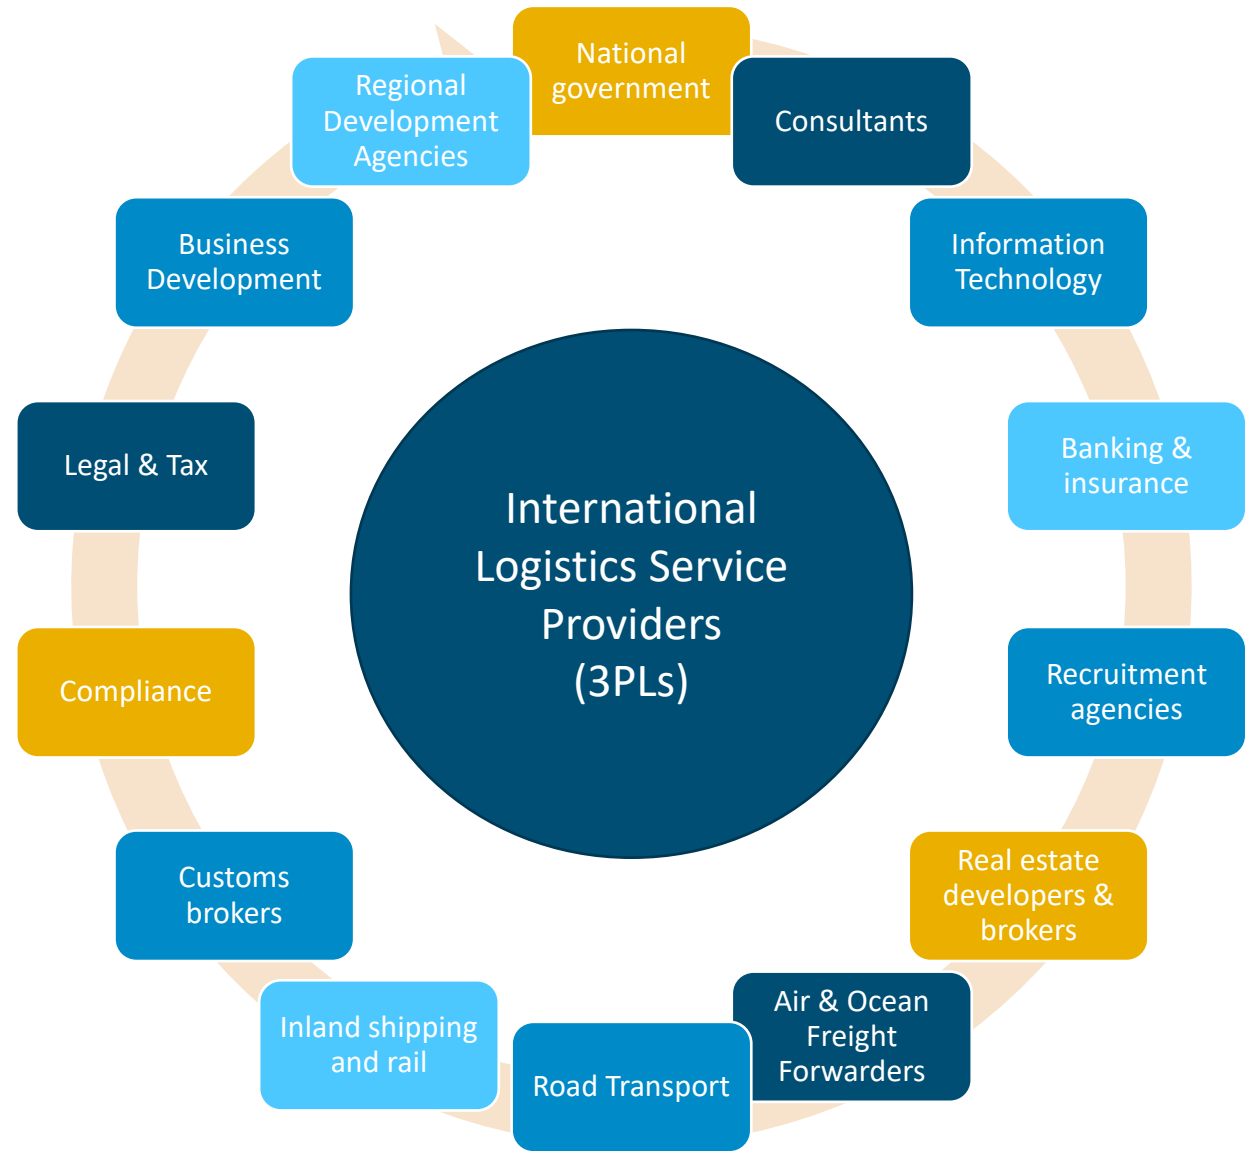 National
government
Consultants
Information
Technology
Banking &
insurance
Recruitment
agencies
Real estate
developers &
brokers
Air & Ocean
Freight
Forwarders
Road Transport
Inland shipping
and rail
Customs
brokers
Compliance
Legal & Tax
Business
Development
Regional
Development
Agencies
International
Logistics Service
Providers
(3PLs)